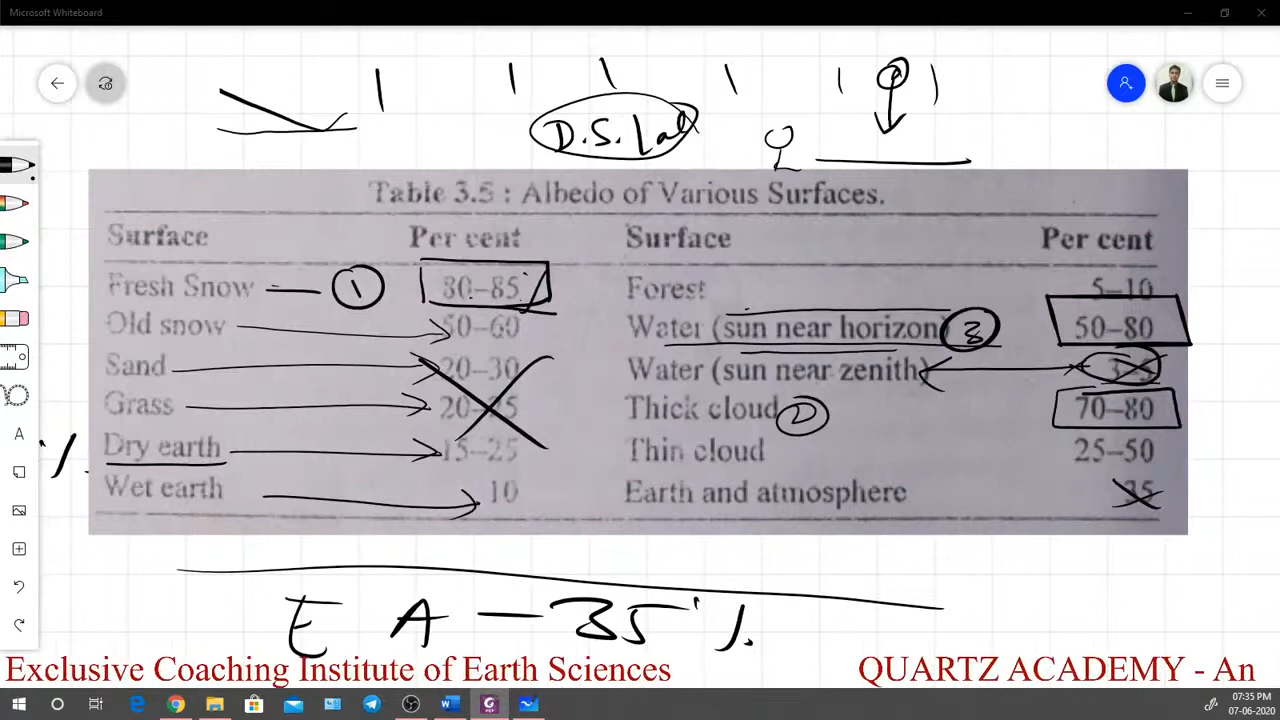 Microsoft Whiteboard
D.S. Lal
Table 3.5 : Albedo of Various Surfaces.
Surface Per cent Surface Per cent
Fresh Snow 1 80–85 Forest 5–10
Old snow 50–60 Water (sun near horizon) 3 50–80
Sand 20–30 Water (sun near zenith) 3–5
Grass 20–25 Thick cloud 2 70–80
Dry earth 15–25 Thin cloud 25–50
Wet earth 10 Earth and atmosphere 35
E A – 35 %
Exclusive Coaching Institute of Earth Sciences QUARTZ ACADEMY - An
07:35 PM
07-06-2020